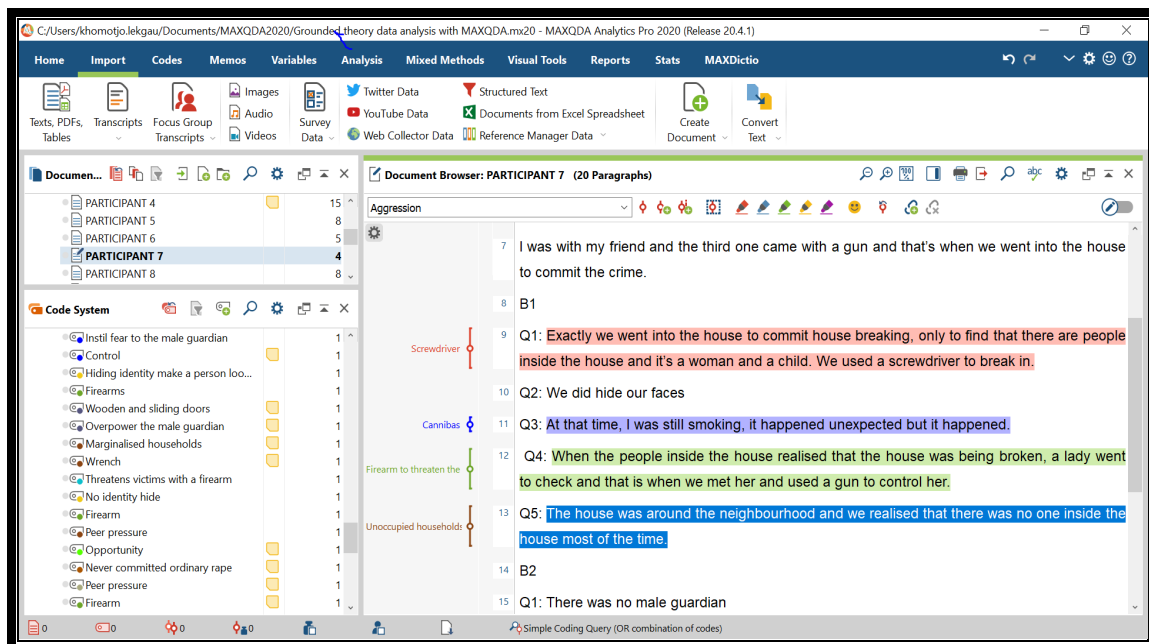 C:/Users/khomotjo.lekgau/Documents/MAXQDA2020/Grounded theory data analysis with MAXQDA.mx20 - MAXQDA Analytics Pro 2020 (Release 20.4.1)
Home Import Codes Memos Variables Analysis Mixed Methods Visual Tools Reports Stats MAXDictio
Texts, PDFs, Tables
Transcripts
Focus Group Transcripts
Images
Audio
Videos
Survey Data
Twitter Data
YouTube Data
Web Collector Data
Structured Text
Documents from Excel Spreadsheet
Reference Manager Data
Create Document
Convert Text
Documen...
PARTICIPANT 4 15
PARTICIPANT 5 8
PARTICIPANT 6 5
PARTICIPANT 7 4
PARTICIPANT 8 8
Code System
Instil fear to the male guardian 1
Control 1
Hiding identity make a person loo... 1
Firearms 1
Wooden and sliding doors 1
Overpower the male guardian 1
Marginalised households 1
Wrench 1
Threatens victims with a firearm 1
No identity hide 1
Firearm 1
Peer pressure 1
Opportunity 1
Never committed ordinary rape 1
Peer pressure 1
Firearm 1
Document Browser: PARTICIPANT 7 (20 Paragraphs)
100
abc
Aggression
7 I was with my friend and the third one came with a gun and that's when we went into the house
to commit the crime.
8 B1
Screwdriver
9 Q1: Exactly we went into the house to commit house breaking, only to find that there are people
inside the house and it's a woman and a child. We used a screwdriver to break in.
10 Q2: We did hide our faces
Cannibas
11 Q3: At that time, I was still smoking, it happened unexpected but it happened.
Firearm to threaten the
12 Q4: When the people inside the house realised that the house was being broken, a lady went
to check and that is when we met her and used a gun to control her.
Unoccupied households
13 Q5: The house was around the neighbourhood and we realised that there was no one inside the
house most of the time.
14 B2
15 Q1: There was no male guardian
0 0 0 0
Simple Coding Query (OR combination of codes)